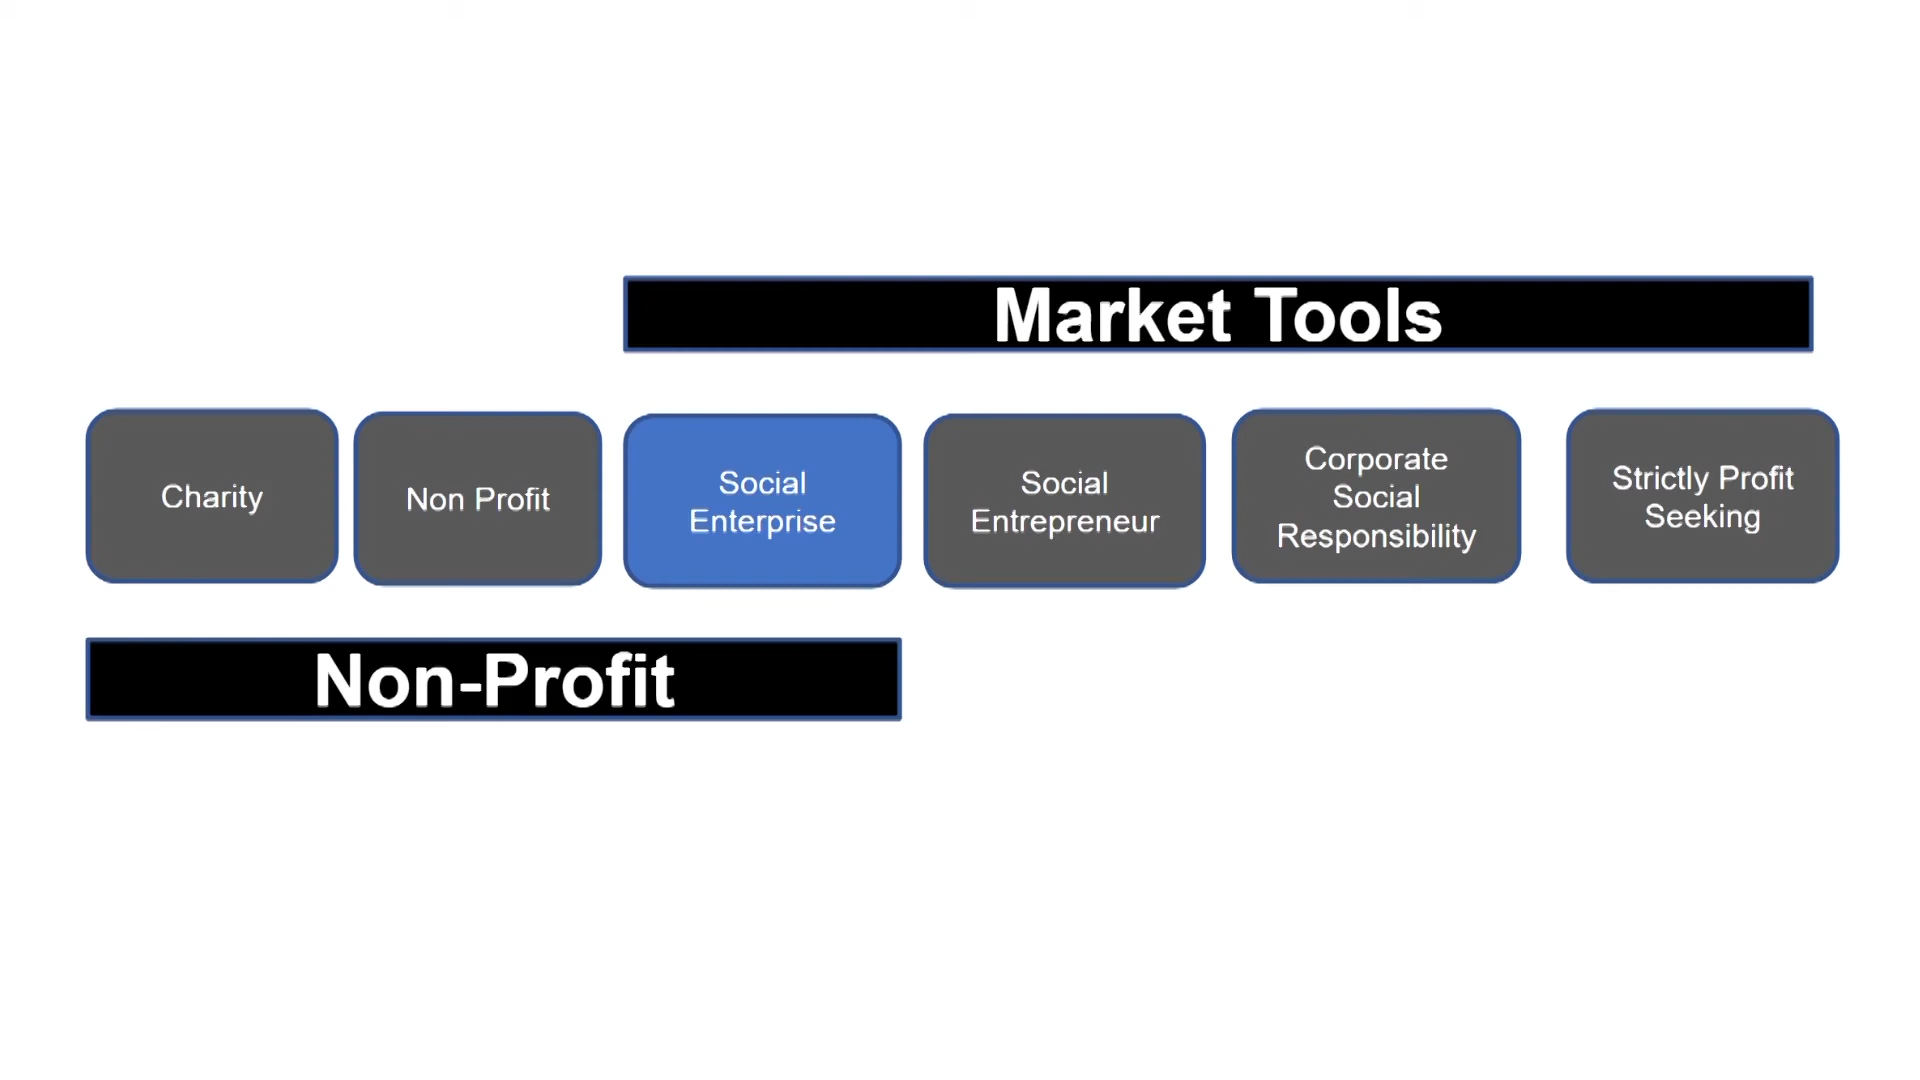 Market Tools
Charity
Non Profit
Social
Enterprise
Social
Entrepreneur
Corporate
Social
Responsibility
Strictly Profit
Seeking
Non-Profit